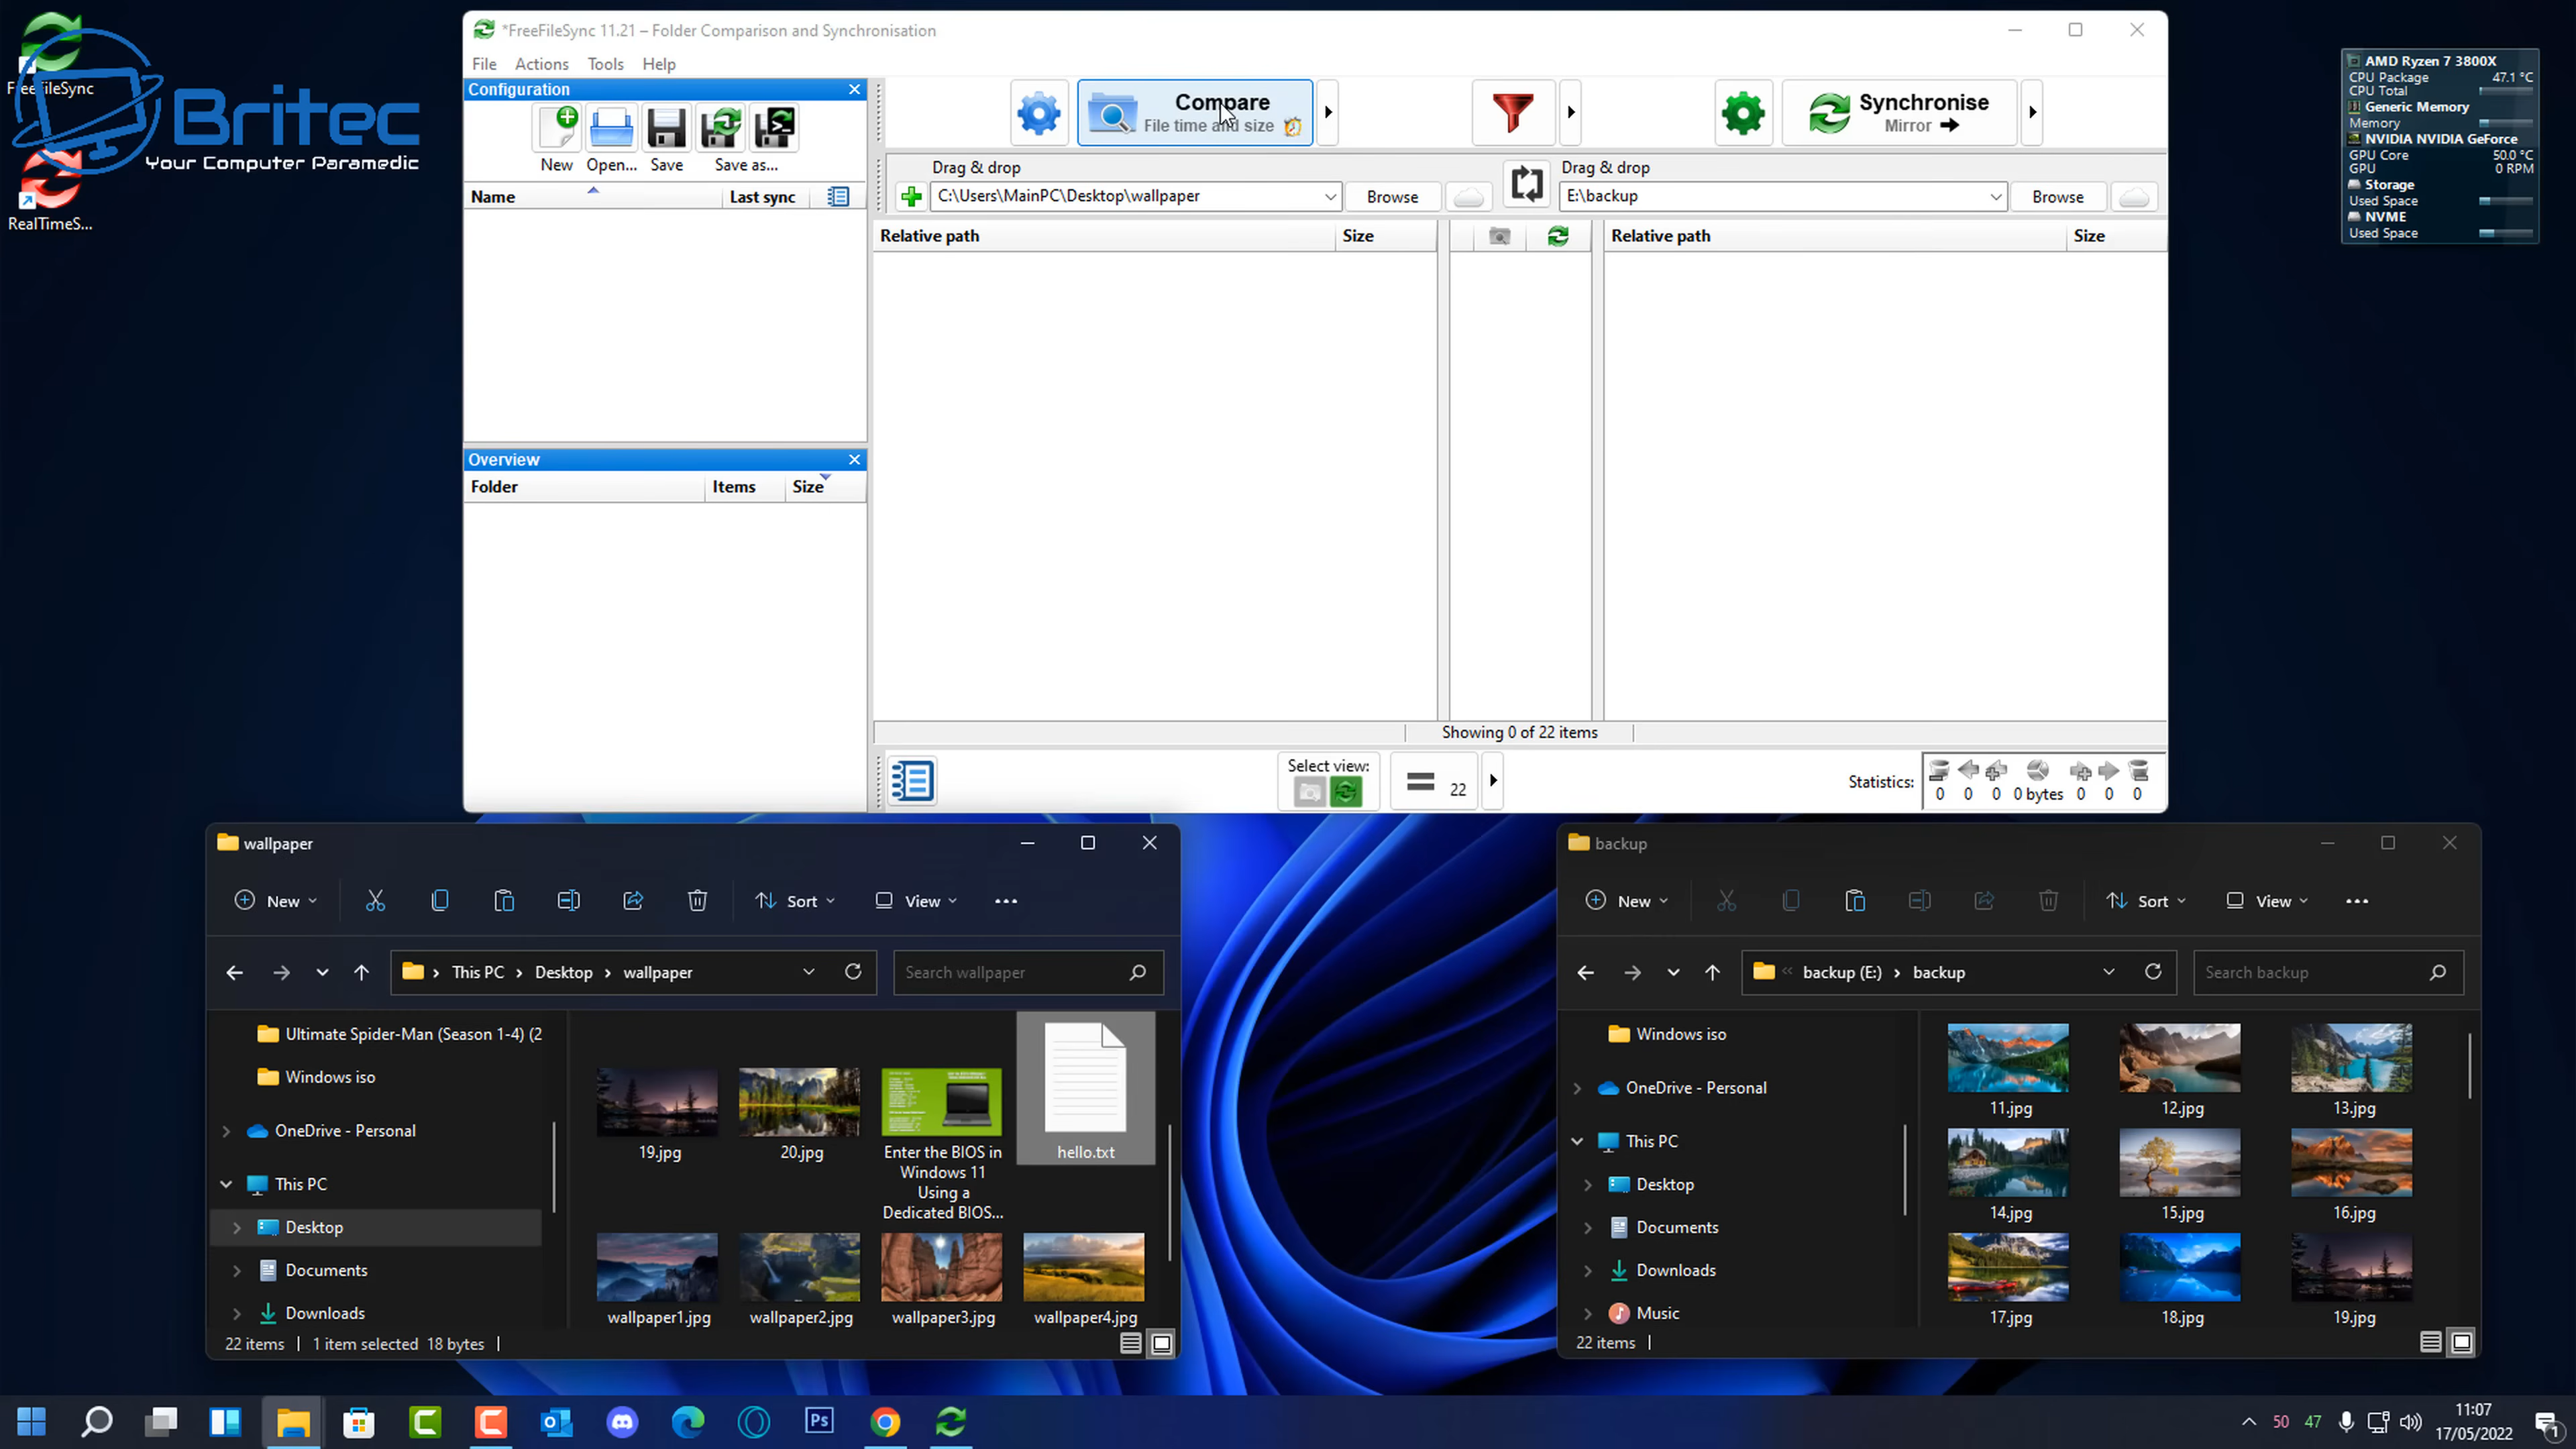 FreeFileSync
Britec
Your Computer Paramedic
RealTimeS...
*FreeFileSync 11.21 – Folder Comparison and Synchronisation
File Actions Tools Help
Configuration
New Open... Save Save as...
Name Last sync
Overview
Folder Items Size
Compare
File time and size
Synchronise
Mirror
Drag & drop
C:\Users\MainPC\Desktop\wallpaper
Browse
Drag & drop
E:\backup
Browse
Relative path Size
Relative path Size
Showing 0 of 22 items
Select view:
22
Statistics:
0 0 0 0 bytes 0 0 0
AMD Ryzen 7 3800X
CPU Package 47.1 °C
CPU Total
Generic Memory
Memory
NVIDIA NVIDIA GeForce
GPU Core 50.0 °C
GPU 0 RPM
Storage
Used Space
NVME
Used Space
wallpaper
New Sort View
This PC Desktop wallpaper
Search wallpaper
Ultimate Spider-Man (Season 1-4) (2
Windows iso
OneDrive - Personal
This PC
Desktop
Documents
Downloads
19.jpg
20.jpg
Enter the BIOS in
Windows 11
Using a
Dedicated BIOS...
hello.txt
wallpaper1.jpg
wallpaper2.jpg
wallpaper3.jpg
wallpaper4.jpg
22 items 1 item selected 18 bytes
backup
New Sort View
backup (E:) backup
Search backup
Windows iso
OneDrive - Personal
This PC
Desktop
Documents
Downloads
Music
11.jpg
12.jpg
13.jpg
14.jpg
15.jpg
16.jpg
17.jpg
18.jpg
19.jpg
22 items
Ps
50 47
11:07
17/05/2022
1